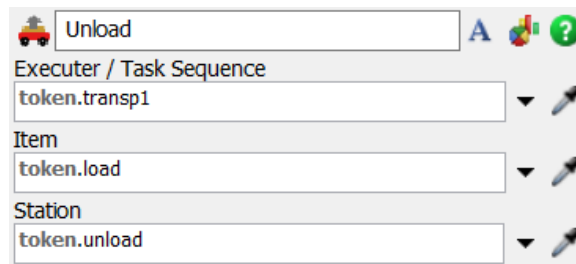 Unload A ?
Executer / Task Sequence
token.transp1
Item
token.load
Station
token.unload